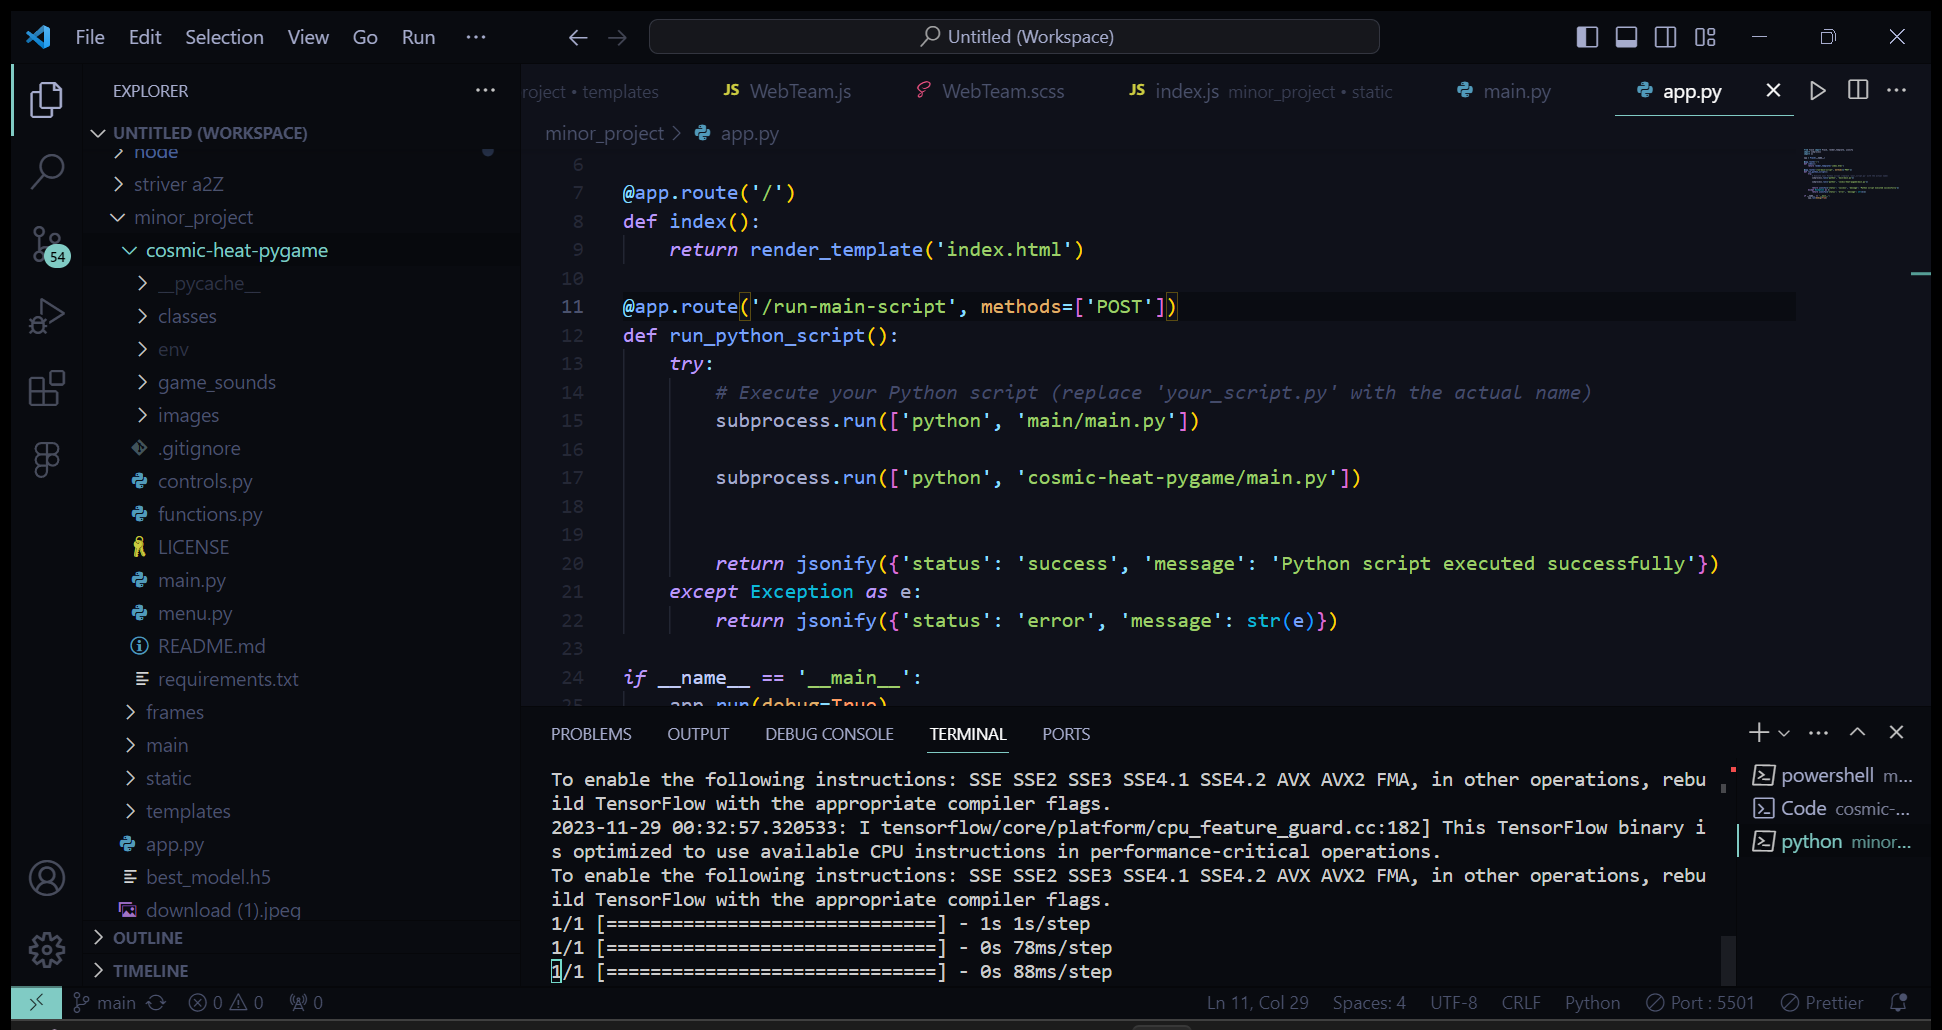 File Edit Selection View Go Run ···
Untitled (Workspace)
EXPLORER ···
UNTITLED (WORKSPACE)
node
striver a2Z
minor_project
cosmic-heat-pygame
__pycache__
classes
env
game_sounds
images
.gitignore
controls.py
functions.py
LICENSE
main.py
menu.py
README.md
requirements.txt
frames
main
static
templates
app.py
best_model.h5
download (1).jpeg
OUTLINE
TIMELINE
54
roject • templates JS WebTeam.js WebTeam.scss JS index.js minor_project • static main.py app.py
minor_project > app.py
6
7 @app.route('/')
8 def index():
9 return render_template('index.html')
10
11 @app.route('/run-main-script', methods=['POST'])
12 def run_python_script():
13 try:
14 # Execute your Python script (replace 'your_script.py' with the actual name)
15 subprocess.run(['python', 'main/main.py'])
16
17 subprocess.run(['python', 'cosmic-heat-pygame/main.py'])
18
19
20 return jsonify({'status': 'success', 'message': 'Python script executed successfully'})
21 except Exception as e:
22 return jsonify({'status': 'error', 'message': str(e)})
23
24 if __name__ == '__main__':
25 app.run(debug=True)
PROBLEMS OUTPUT DEBUG CONSOLE TERMINAL PORTS
To enable the following instructions: SSE SSE2 SSE3 SSE4.1 SSE4.2 AVX AVX2 FMA, in other operations, rebu
ild TensorFlow with the appropriate compiler flags.
2023-11-29 00:32:57.320533: I tensorflow/core/platform/cpu_feature_guard.cc:182] This TensorFlow binary i
s optimized to use available CPU instructions in performance-critical operations.
To enable the following instructions: SSE SSE2 SSE3 SSE4.1 SSE4.2 AVX AVX2 FMA, in other operations, rebu
ild TensorFlow with the appropriate compiler flags.
1/1 [==============================] - 1s 1s/step
1/1 [==============================] - 0s 78ms/step
1/1 [==============================] - 0s 88ms/step
powershell m...
Code cosmic-...
python minor...
main 0 0 0 Ln 11, Col 29 Spaces: 4 UTF-8 CRLF Python Port : 5501 Prettier